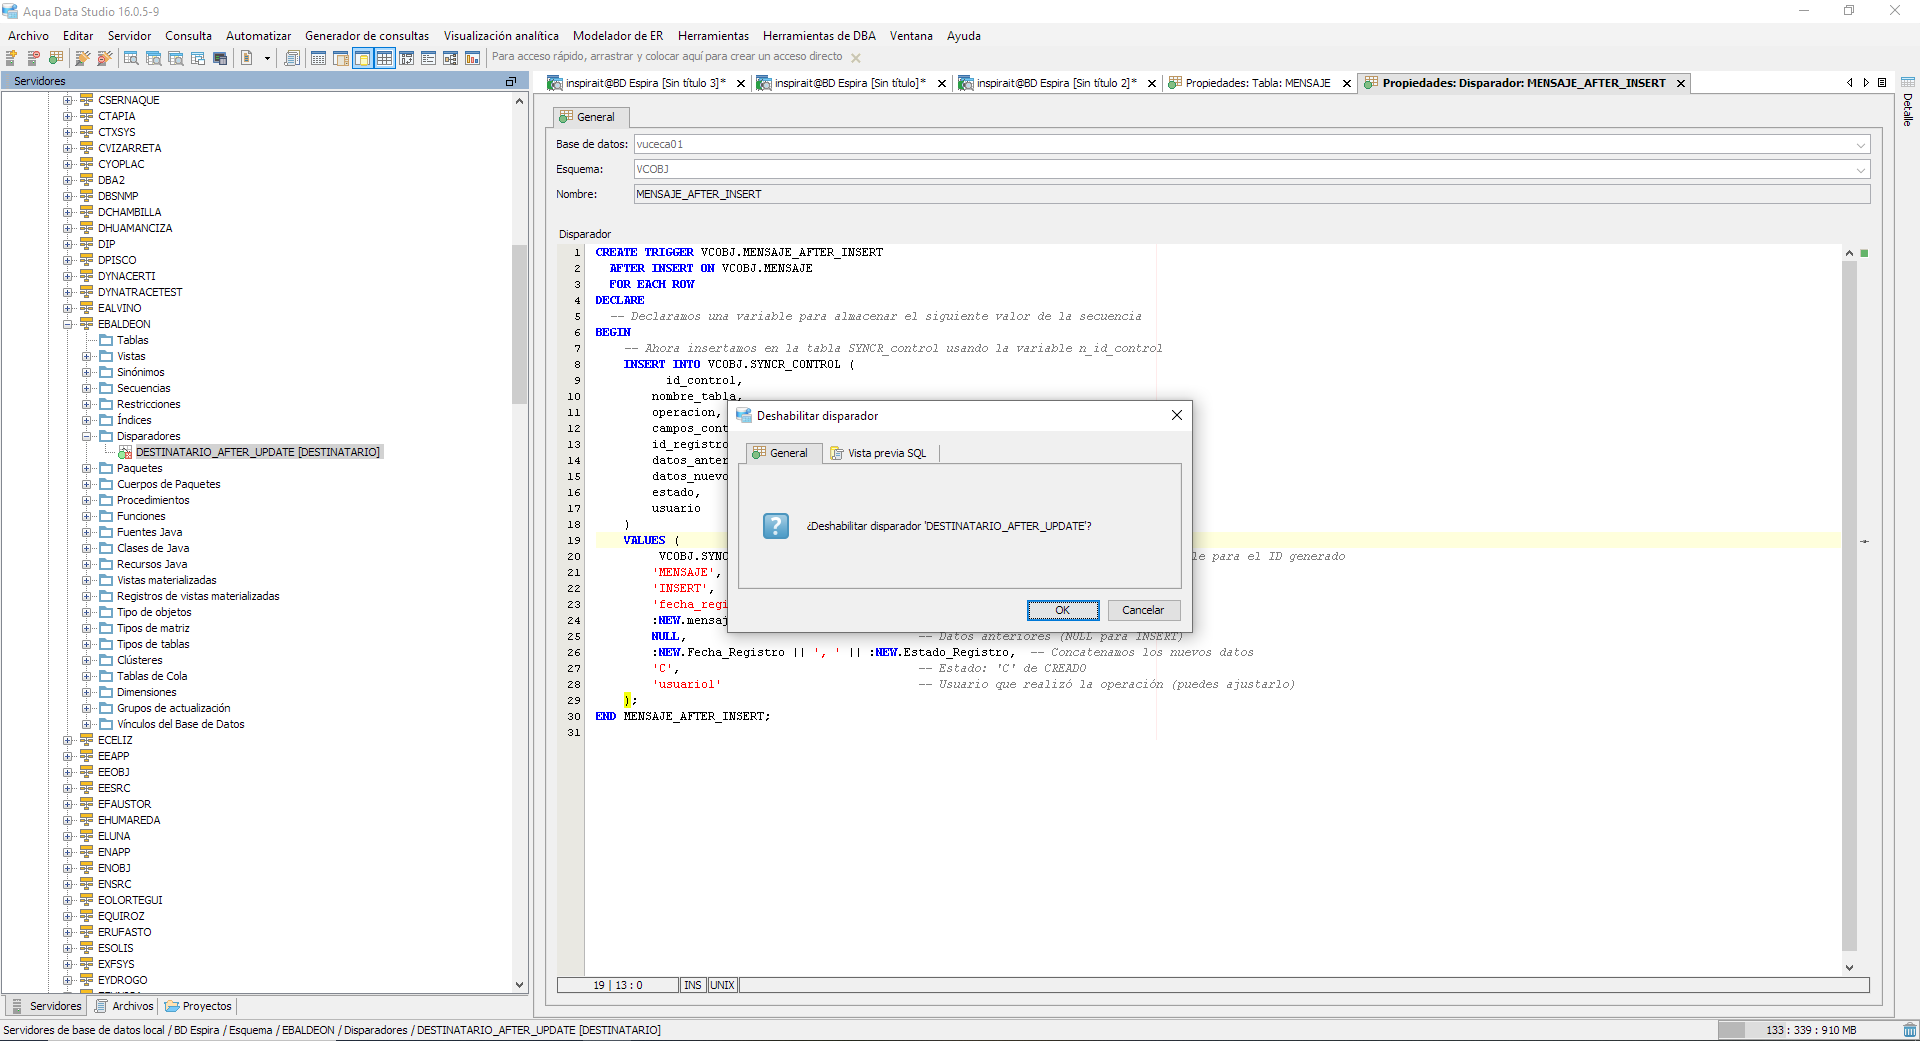 Aqua Data Studio 16.0.5-9
Archivo Editar Servidor Consulta Automatizar Generador de consultas Visualización analítica Modelador de ER Herramientas Herramientas de DBA Ventana Ayuda
Para acceso rápido, arrastrar y colocar aquí para crear un acceso directo
Servidores
CSERNAQUE
CTAPIA
CTXSYS
CVIZARRETA
CYOPLAC
DBA2
DBSNMP
DCHAMBILLA
DHUAMANCIZA
DIP
DPISCO
DYNACERTI
DYNATRACETEST
EALVINO
EBALDEON
Tablas
Vistas
Sinónimos
Secuencias
Restricciones
Índices
Disparadores
DESTINATARIO_AFTER_UPDATE [DESTINATARIO]
Paquetes
Cuerpos de Paquetes
Procedimientos
Funciones
Fuentes Java
Clases de Java
Recursos Java
Vistas materializadas
Registros de vistas materializadas
Tipo de objetos
Tipos de matriz
Tipos de tablas
Clústeres
Tablas de Cola
Dimensiones
Grupos de actualización
Vínculos del Base de Datos
ECELIZ
EEAPP
EEOBJ
EESRC
EFAUSTOR
EHUMAREDA
ELUNA
ENAPP
ENOBJ
ENSRC
EOLORTEGUI
EQUIROZ
ERUFASTO
ESOLIS
EXFSYS
EYDROGO
Servidores Archivos Proyectos
inspirait@BD Espira [Sin título 3]* inspirait@BD Espira [Sin título]* inspirait@BD Espira [Sin título 2]* Propiedades: Tabla: MENSAJE Propiedades: Disparador: MENSAJE_AFTER_INSERT
Detalle
General
Base de datos: vuceca01
Esquema: VCOBJ
Nombre: MENSAJE_AFTER_INSERT
Disparador
1 CREATE TRIGGER VCOBJ.MENSAJE_AFTER_INSERT
2 AFTER INSERT ON VCOBJ.MENSAJE
3 FOR EACH ROW
4 DECLARE
5 -- Declaramos una variable para almacenar el siguiente valor de la secuencia
6 BEGIN
7 -- Ahora insertamos en la tabla SYNCR_control usando la variable n_id_control
8 INSERT INTO VCOBJ.SYNCR_CONTROL (
9 id_control,
10 nombre_tabla,
11 operacion,
12 campos_cont
13 id_registro
14 datos_anter
15 datos_nuevo
16 estado,
17 usuario
18 )
19 VALUES (
20 VCOBJ.SYNC le para el ID generado
21 'MENSAJE',
22 'INSERT',
23 'fecha_regi
24 :NEW.mensaj
25 NULL, -- Datos anteriores (NULL para INSERT)
26 :NEW.Fecha_Registro || ', ' || :NEW.Estado_Registro, -- Concatenamos los nuevos datos
27 'C', -- Estado: 'C' de CREADO
28 'usuario1' -- Usuario que realizó la operación (puedes ajustarlo)
29 );
30 END MENSAJE_AFTER_INSERT;
31
Deshabilitar disparador
General Vista previa SQL
¿Deshabilitar disparador 'DESTINATARIO_AFTER_UPDATE'?
OK Cancelar
19 | 13 : 0 INS UNIX
Servidores de base de datos local / BD Espira / Esquema / EBALDEON / Disparadores / DESTINATARIO_AFTER_UPDATE [DESTINATARIO]
133 : 339 : 910 MB